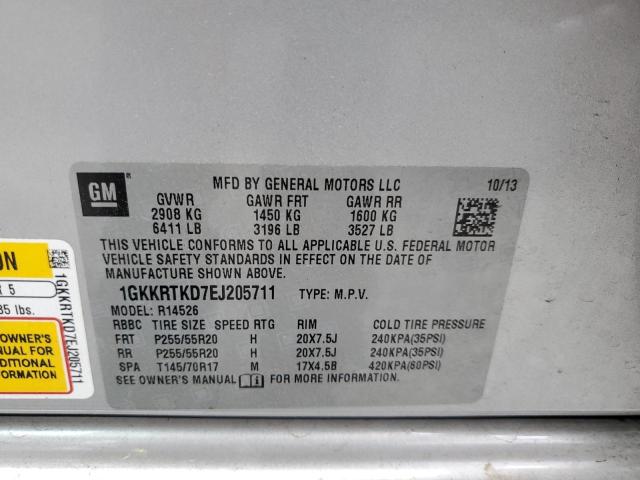 GM ®
MFD BY GENERAL MOTORS LLC 10/13
GVWR GAWR FRT GAWR RR
2908 KG 1450 KG 1600 KG
6411 LB 3196 LB 3527 LB
THIS VEHICLE CONFORMS TO ALL APPLICABLE U.S. FEDERAL MOTOR
VEHICLE SAFETY STANDARDS IN EFFECT ON THE DATE OF
MANUFACTURE SHOWN ABOVE.
1GKKRTKD7EJ205711 TYPE: M.P.V.
MODEL: R14526
RBBC TIRE SIZE SPEED RTG RIM COLD TIRE PRESSURE
FRT P255/55R20 H 20X7.5J 240KPA(35PSI)
RR P255/55R20 H 20X7.5J 240KPA(35PSI)
SPA T145/70R17 M 17X4.5B 420KPA(60PSI)
SEE OWNER'S MANUAL FOR MORE INFORMATION
ON
5
35 lbs.
OWNER'S
NUAL FOR
DITIONAL
ORMATION
1GKKRTKD7EJ205711